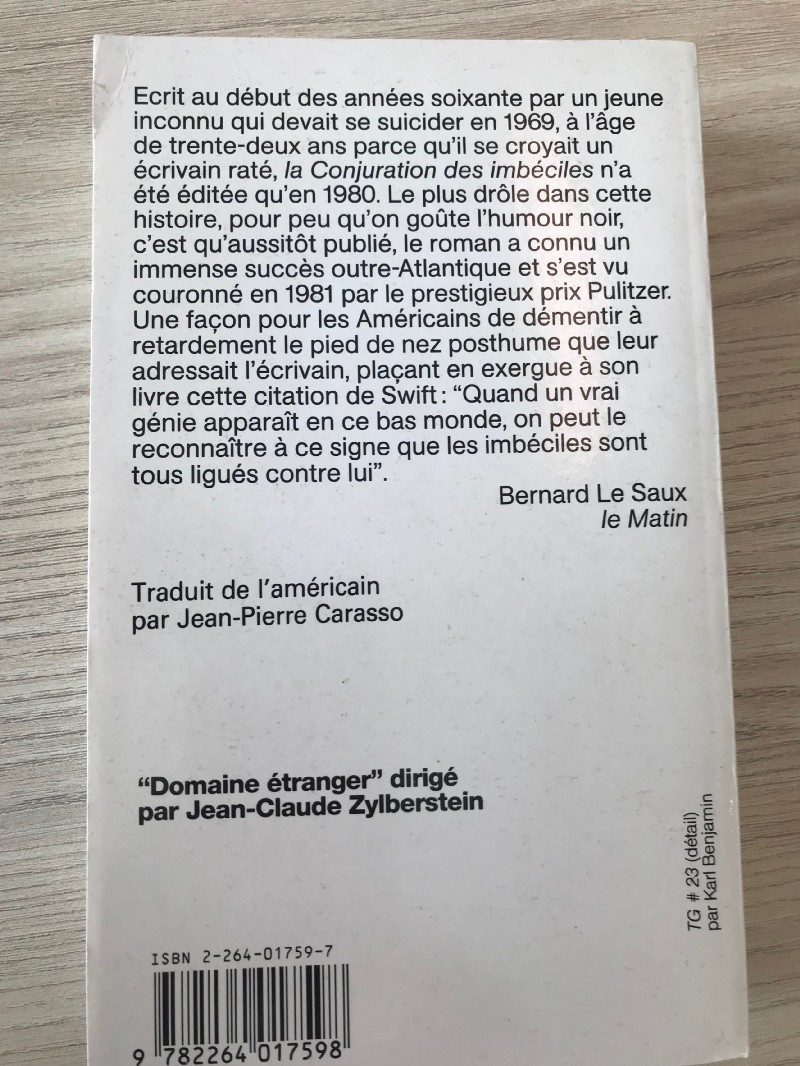 Ecrit au début des années soixante par un jeune
inconnu qui devait se suicider en 1969, à l'âge
de trente-deux ans parce qu'il se croyait un
écrivain raté, la Conjuration des imbéciles n'a
été éditée qu'en 1980. Le plus drôle dans cette
histoire, pour peu qu'on goûte l'humour noir,
c'est qu'aussitôt publié, le roman a connu un
immense succès outre-Atlantique et s'est vu
couronné en 1981 par le prestigieux prix Pulitzer.
Une façon pour les Américains de démentir à
retardement le pied de nez posthume que leur
adressait l'écrivain, plaçant en exergue à son
livre cette citation de Swift : “Quand un vrai
génie apparaît en ce bas monde, on peut le
reconnaître à ce signe que les imbéciles sont
tous ligués contre lui”.
Bernard Le Saux
le Matin
Traduit de l'américain
par Jean-Pierre Carasso
“Domaine étranger” dirigé
par Jean-Claude Zylberstein
TG # 23 (détail)
par Karl Benjamin
ISBN 2-264-01759-7
9 782264 017598